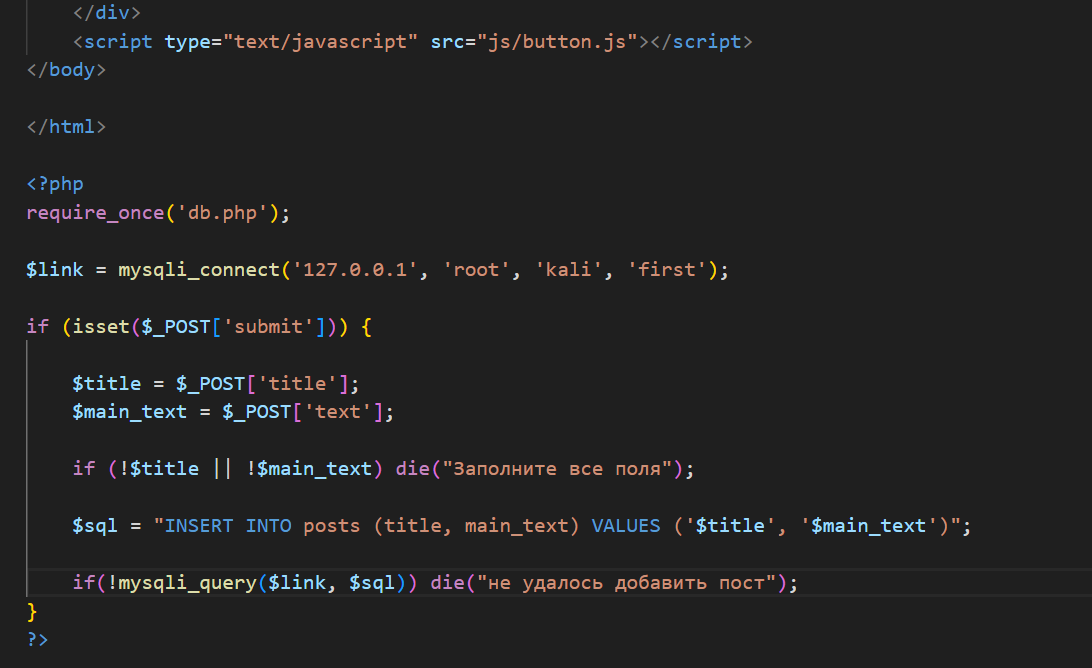 </div>
<script type="text/javascript" src="js/button.js"></script>
</body>
</html>
<?php
require_once('db.php');
$link = mysqli_connect('127.0.0.1', 'root', 'kali', 'first');
if (isset($_POST['submit'])) {
$title = $_POST['title'];
$main_text = $_POST['text'];
if (!$title || !$main_text) die("Заполните все поля");
$sql = "INSERT INTO posts (title, main_text) VALUES ('$title', '$main_text')";
if(!mysqli_query($link, $sql)) die("не удалось добавить пост");
}
?>